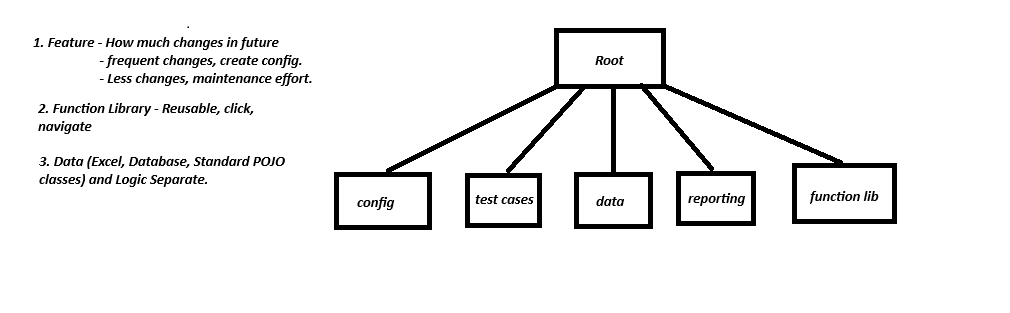 1. Feature - How much changes in future
- frequent changes, create config.
- Less changes, maintenance effort.
2. Function Library - Reusable, click,
navigate
3. Data (Excel, Database, Standard POJO
classes) and Logic Separate.
Root
config
test cases
data
reporting
function lib